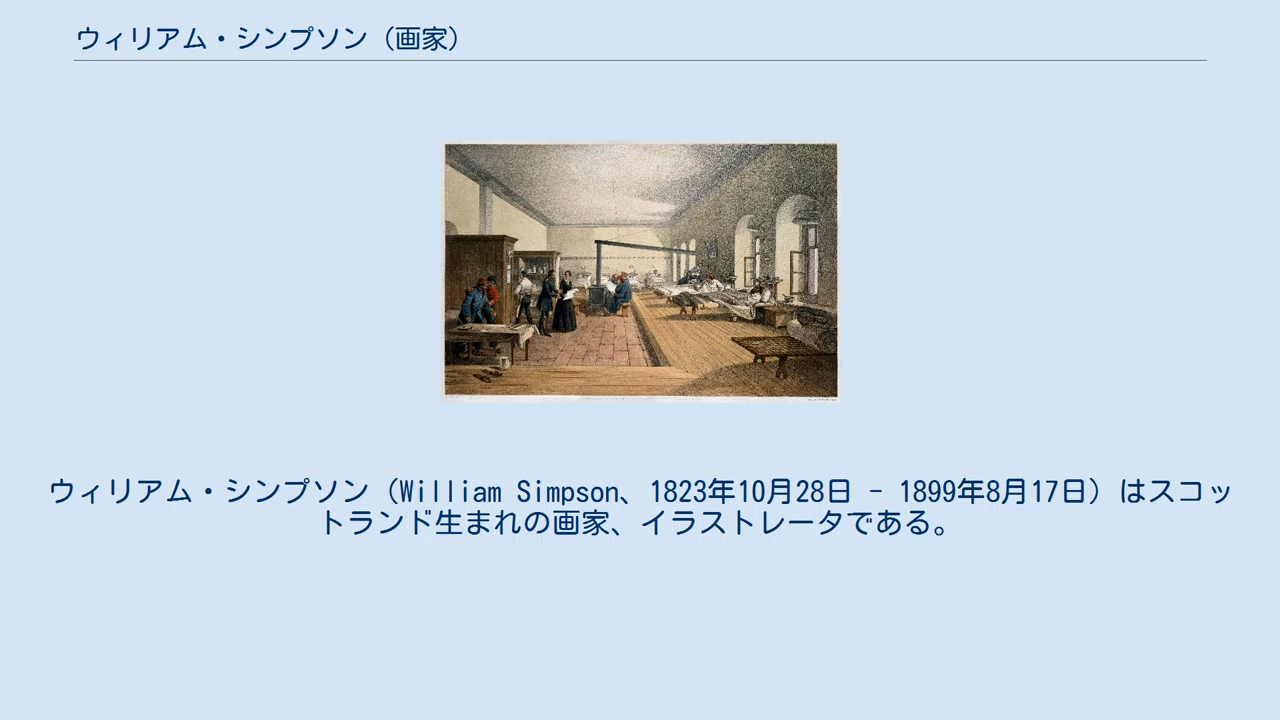 ウィリアム・シンプソン（画家）
ウィリアム・シンプソン（William Simpson、1823年10月28日 - 1899年8月17日）はスコッ
トランド生まれの画家、イラストレータである。